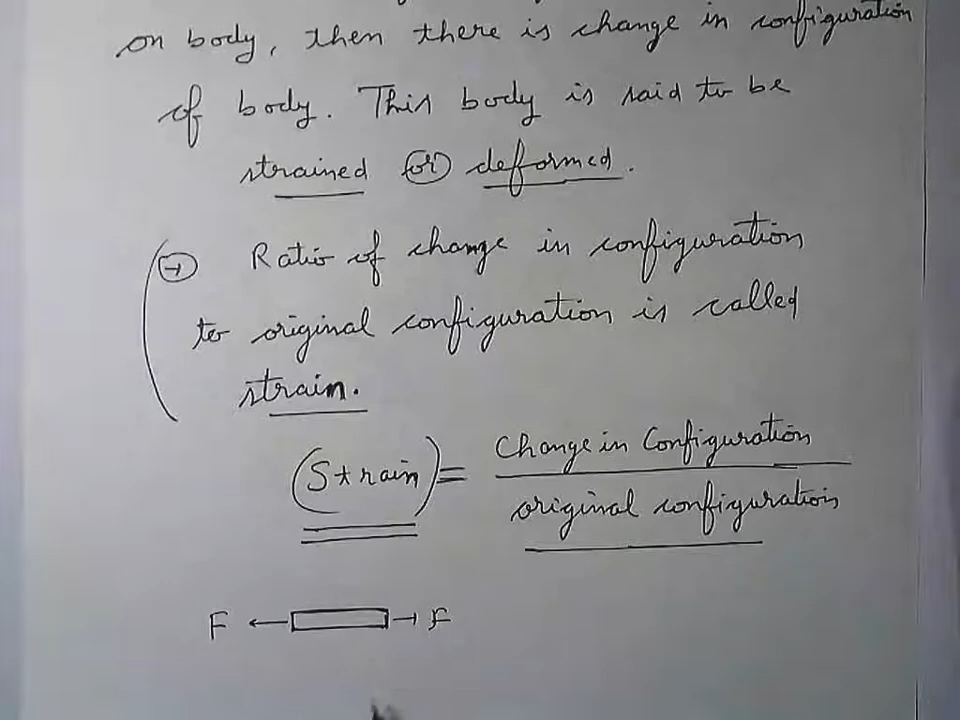 on body, then there is change in configuration
of body. This body is said to be
strained or deformed.
→ Ratio of change in configuration
to original configuration is called
strain.
(Strain) = Change in Configuration
original configuration
F ← → F